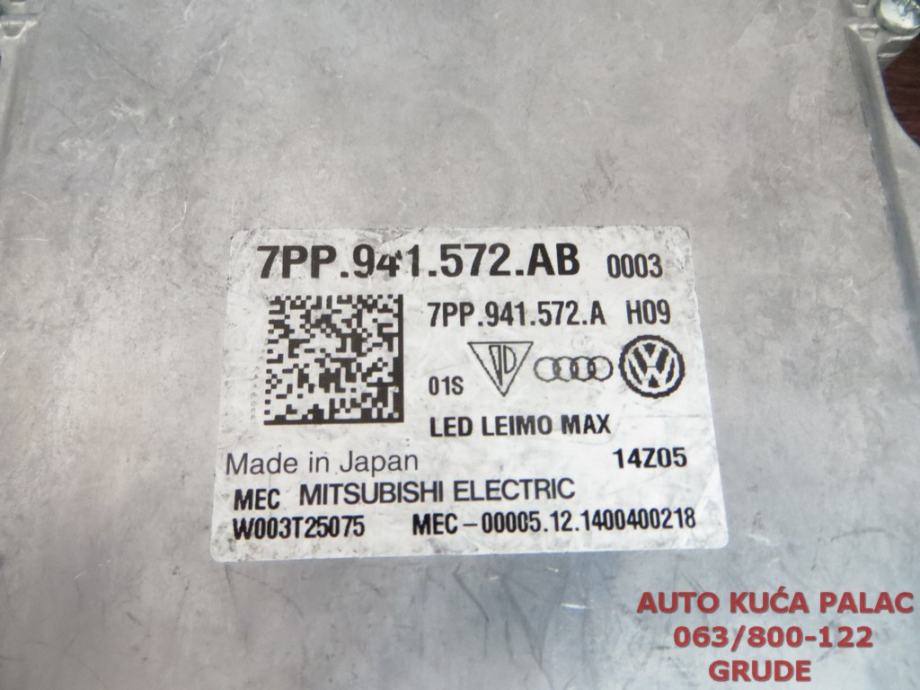 7PP.941.572.AB 0003
7PP.941.572.A H09
01S
LED LEIMO MAX
Made in Japan 14Z05
MEC MITSUBISHI ELECTRIC
W003T25075 MEC-00005.12.1400400218
AUTO KUĆA PALAC
063/800-122
GRUDE